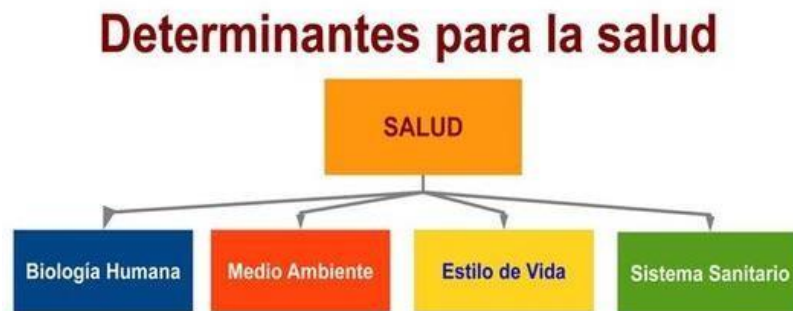 Determinantes para la salud
SALUD
Biología Humana
Medio Ambiente
Estilo de Vida
Sistema Sanitario